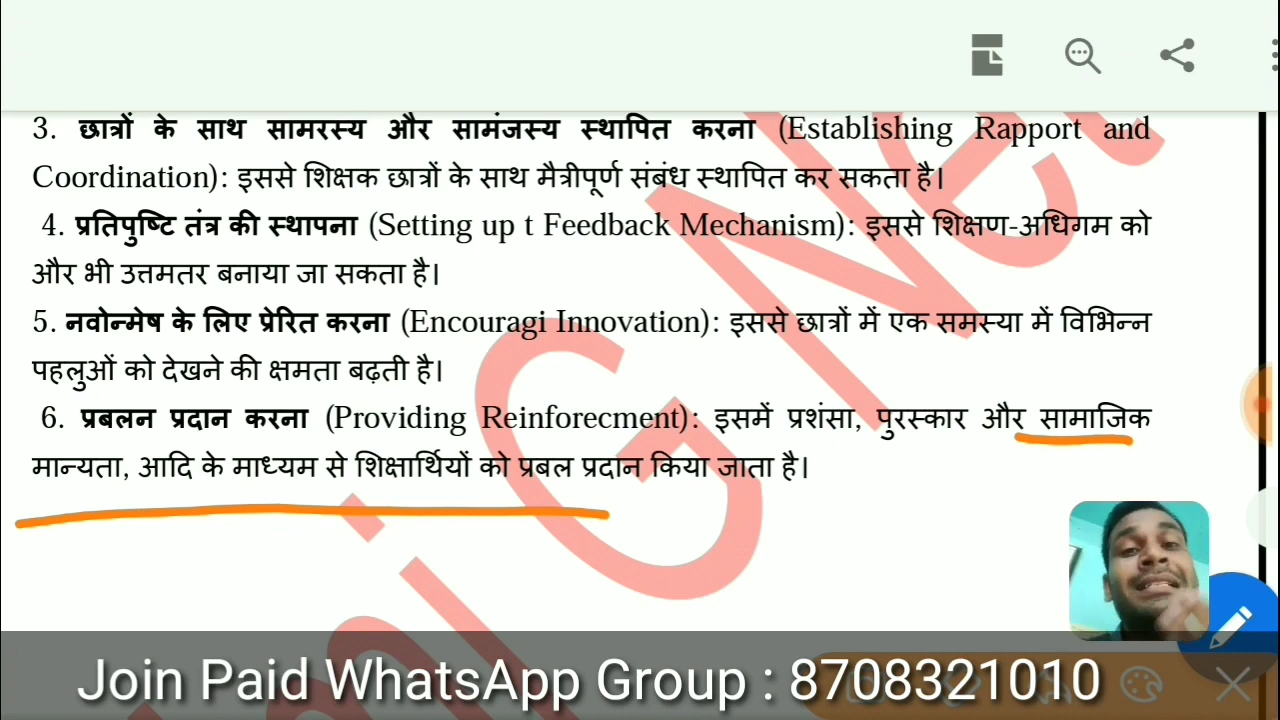 3. छात्रों के साथ सामरस्य और सामंजस्य स्थापित करना (Establishing Rapport and
Coordination): इससे शिक्षक छात्रों के साथ मैत्रीपूर्ण संबंध स्थापित कर सकता है।
4. प्रतिपुष्टि तंत्र की स्थापना (Setting up t Feedback Mechanism): इससे शिक्षण-अधिगम को
और भी उत्तमतर बनाया जा सकता है।
5. नवोन्मेष के लिए प्रेरित करना (Encouragi Innovation): इससे छात्रों में एक समस्या में विभिन्न
पहलुओं को देखने की क्षमता बढ़ती है।
6. प्रबलन प्रदान करना (Providing Reinforecment): इसमें प्रशंसा, पुरस्कार और सामाजिक
मान्यता, आदि के माध्यम से शिक्षार्थियों को प्रबल प्रदान किया जाता है।
Join Paid WhatsApp Group : 8708321010